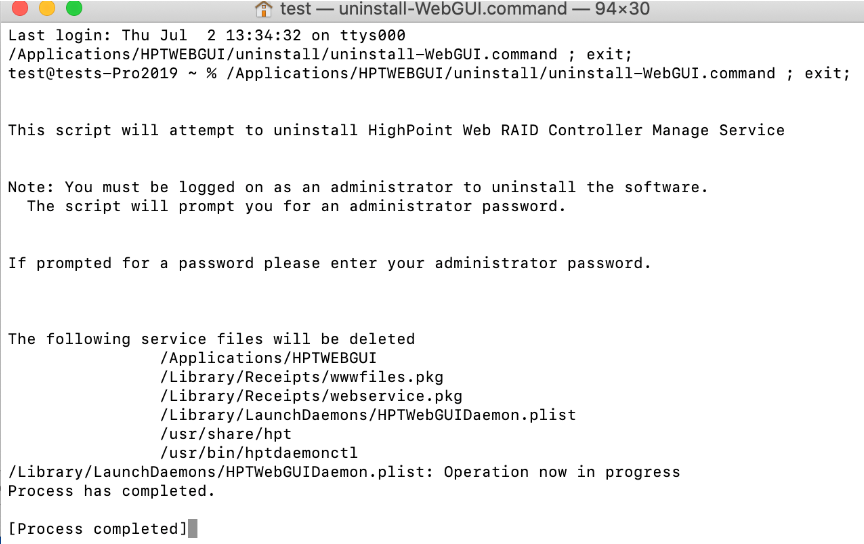 test — uninstall-WebGUI.command — 94×30
Last login: Thu Jul  2 13:34:32 on ttys000
/Applications/HPTWEBGUI/uninstall/uninstall-WebGUI.command ; exit;
test@tests-Pro2019 ~ % /Applications/HPTWEBGUI/uninstall/uninstall-WebGUI.command ; exit;
This script will attempt to uninstall HighPoint Web RAID Controller Manage Service
Note: You must be logged on as an administrator to uninstall the software.
The script will prompt you for an administrator password.
If prompted for a password please enter your administrator password.
The following service files will be deleted
/Applications/HPTWEBGUI
/Library/Receipts/wwwfiles.pkg
/Library/Receipts/webservice.pkg
/Library/LaunchDaemons/HPTWebGUIDaemon.plist
/usr/share/hpt
/usr/bin/hptdaemonctl
/Library/LaunchDaemons/HPTWebGUIDaemon.plist: Operation now in progress
Process has completed.
[Process completed]